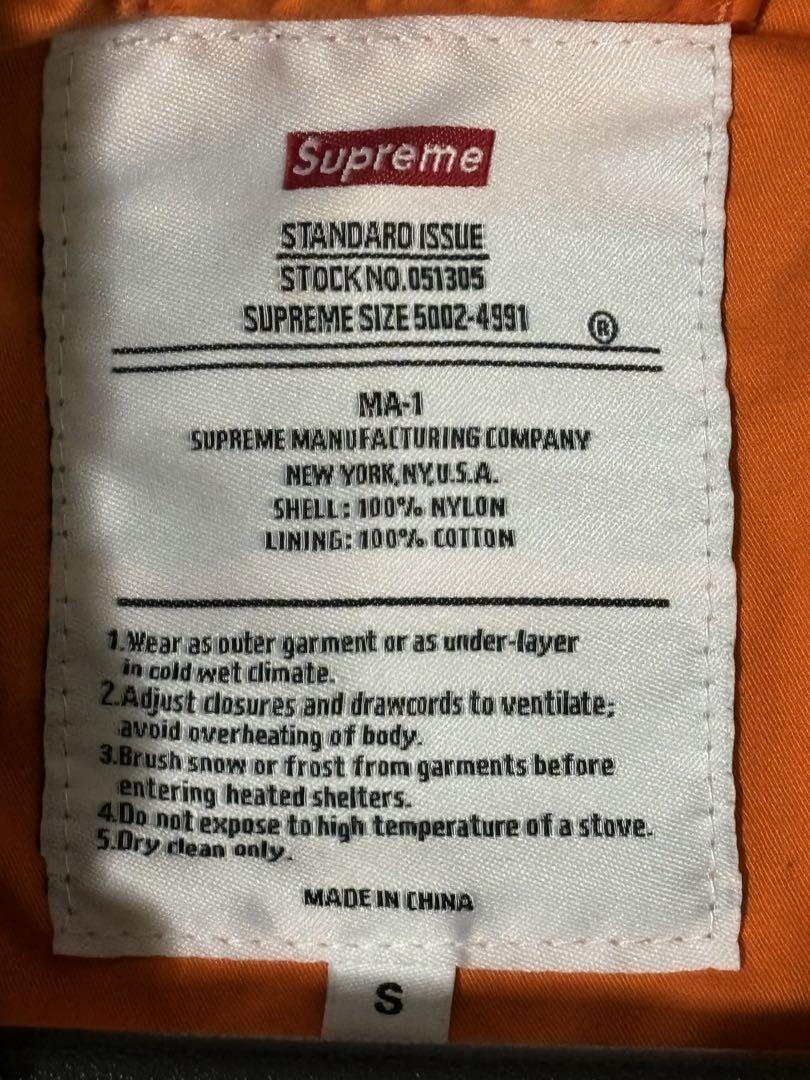 Supreme
STANDARD ISSUE
STOCK NO.051305
SUPREME SIZE 5002-4991 ®
MA-1
SUPREME MANUFACTURING COMPANY
NEW YORK,NY,U.S.A.
SHELL: 100% NYLON
LINING: 100% COTTON
1.Wear as outer garment or as under-layer
in cold wet climate.
2.Adjust closures and drawcords to ventilate;
avoid overheating of body.
3.Brush snow or frost from garments before
entering heated shelters.
4.Do not expose to high temperature of a stove.
5.Dry clean only.
MADE IN CHINA
S